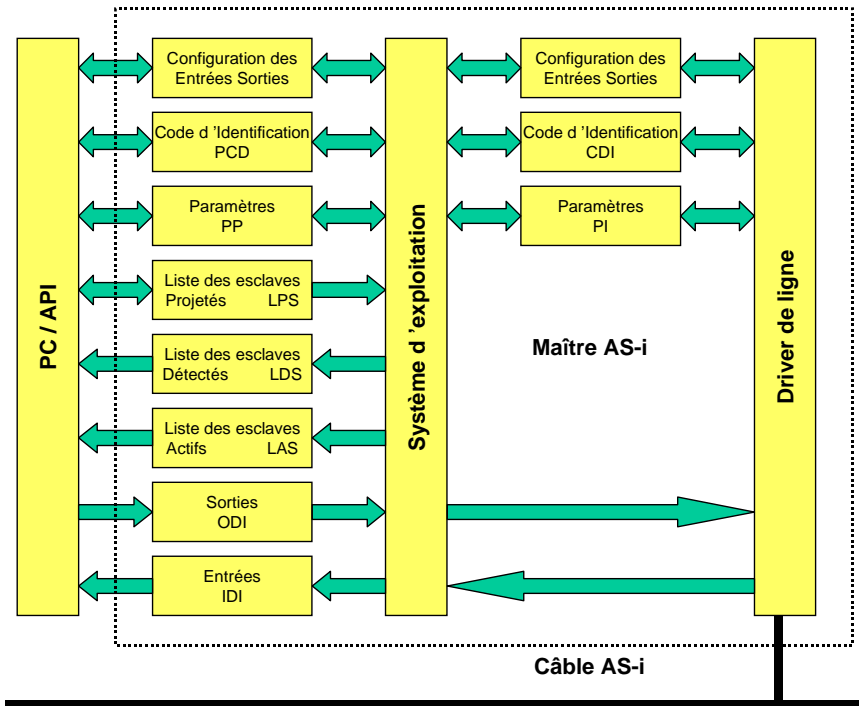 PC / API
Configuration des
Entrées Sorties
Code d ’Identification
PCD
Paramètres
PP
Liste des esclaves
Projetés LPS
Liste des esclaves
Détectés LDS
Liste des esclaves
Actifs LAS
Sorties
ODI
Entrées
IDI
Système d ’exploitation
Configuration des
Entrées Sorties
Code d ’Identification
CDI
Paramètres
PI
Maître AS-i
Driver de ligne
Câble AS-i